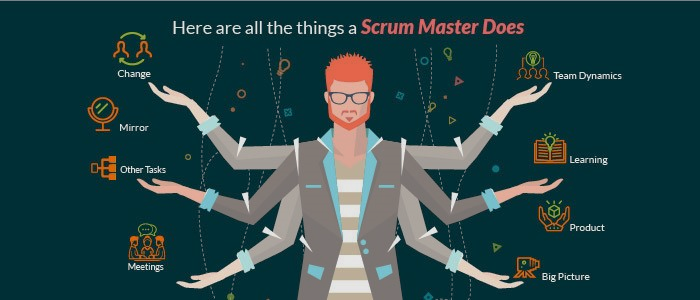 Here are all the things a Scrum Master Does
Change
Team Dynamics
Mirror
Learning
Other Tasks
Product
Meetings
Big Picture